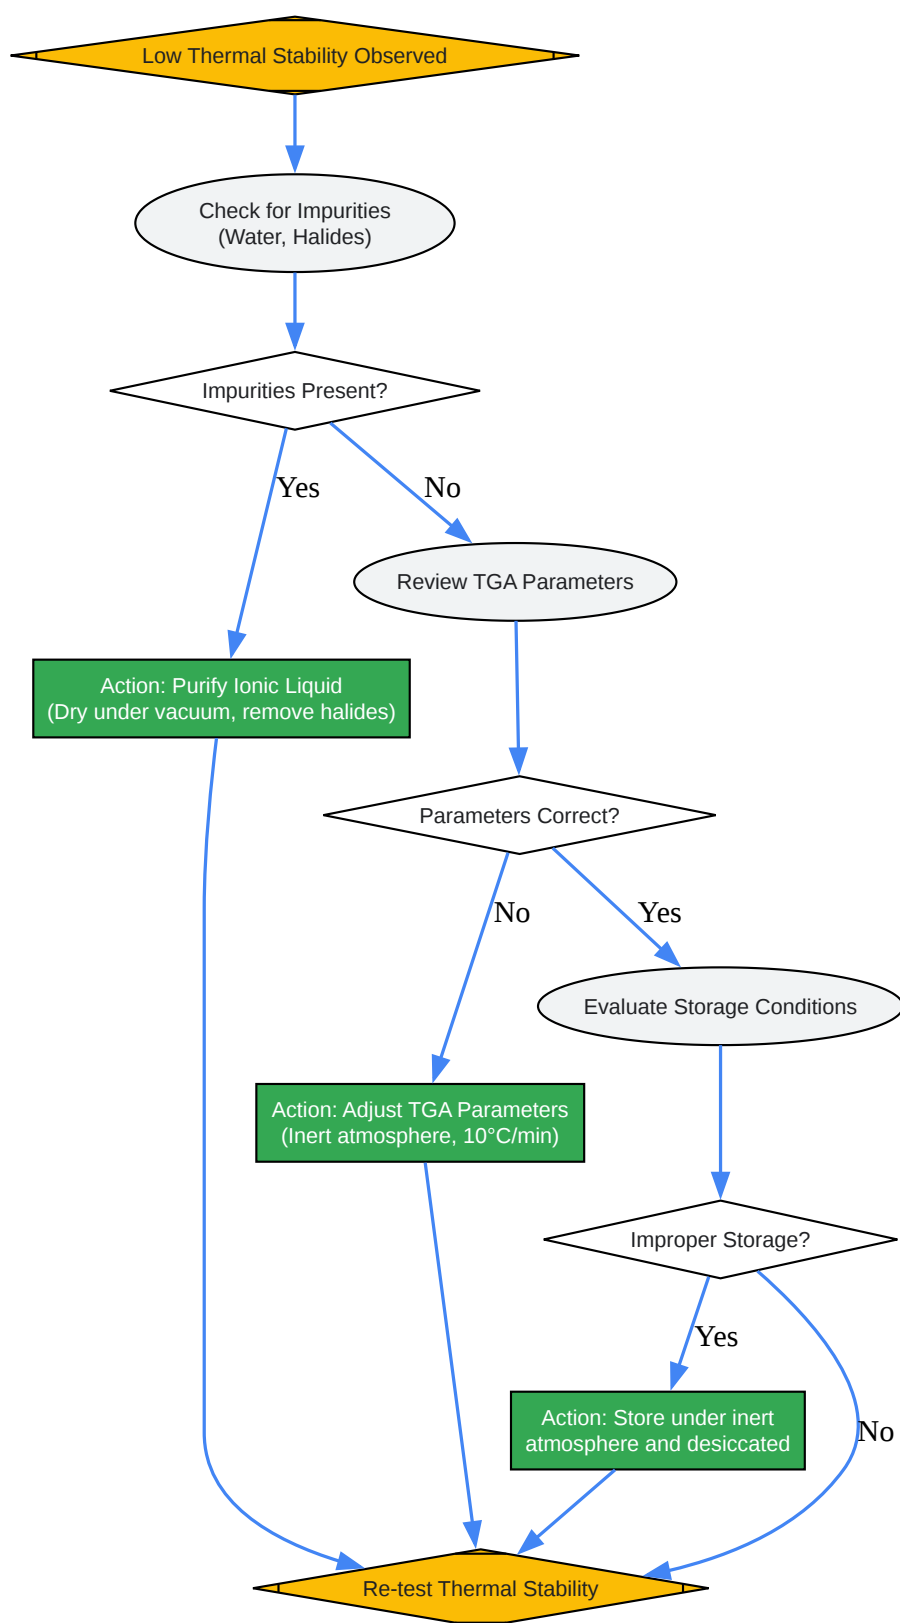 Low Thermal Stability Observed
Check for Impurities
(Water, Halides)
Impurities Present?
Yes
No
Review TGA Parameters
Action: Purify Ionic Liquid
(Dry under vacuum, remove halides)
Parameters Correct?
No
Yes
Evaluate Storage Conditions
Action: Adjust TGA Parameters
(Inert atmosphere, 10°C/min)
Improper Storage?
Yes
Action: Store under inert
atmosphere and desiccated
No
Re-test Thermal Stability